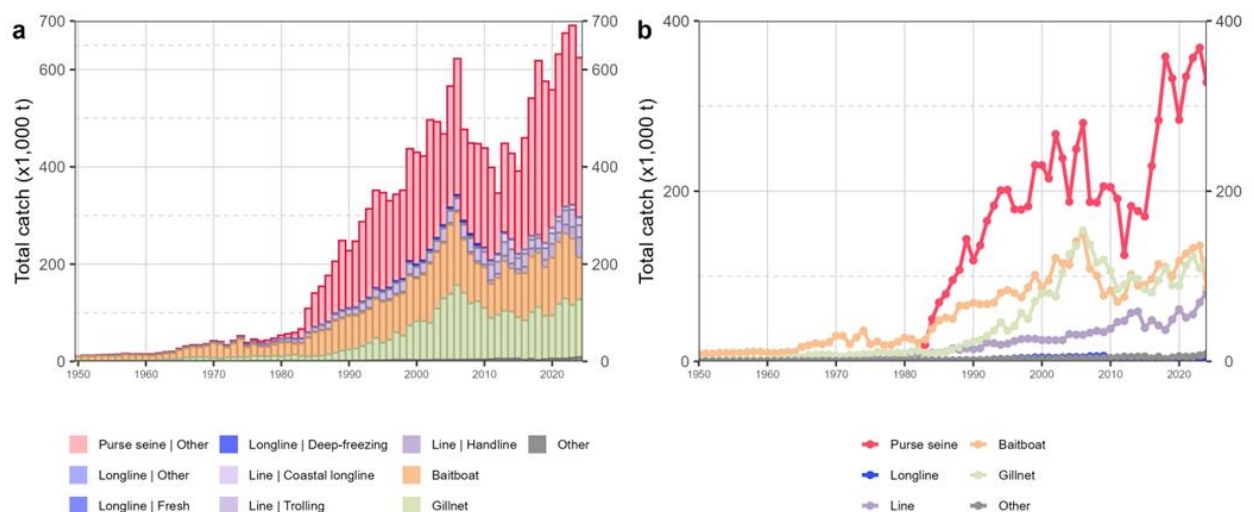 a
b
Total catch (x1,000 t)
700
600
400
200
0
700
600
400
200
0
1950 1960 1970 1980 1990 2000 2010 2020
Total catch (x1,000 t)
400
200
0
400
200
0
1950 1960 1970 1980 1990 2000 2010 2020
Purse seine | Other
Longline | Other
Longline | Fresh
Longline | Deep-freezing
Line | Coastal longline
Line | Trolling
Line | Handline
Baitboat
Gillnet
Other
Purse seine
Longline
Line
Baitboat
Gillnet
Other